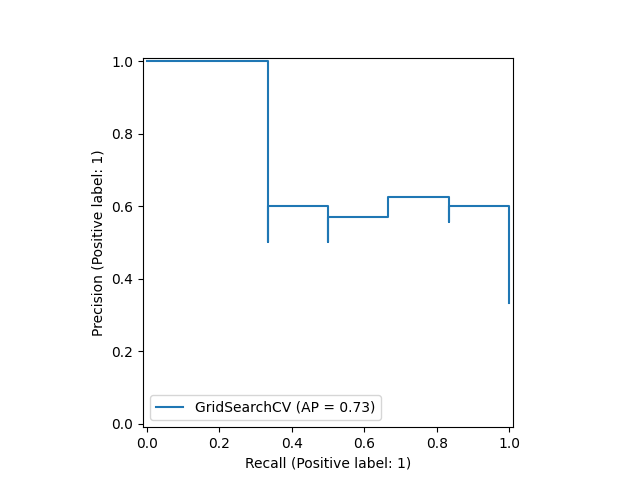 1.0
0.8
0.6
0.4
0.2
0.0
Precision (Positive label: 1)
GridSearchCV (AP = 0.73)
0.0 0.2 0.4 0.6 0.8 1.0
Recall (Positive label: 1)